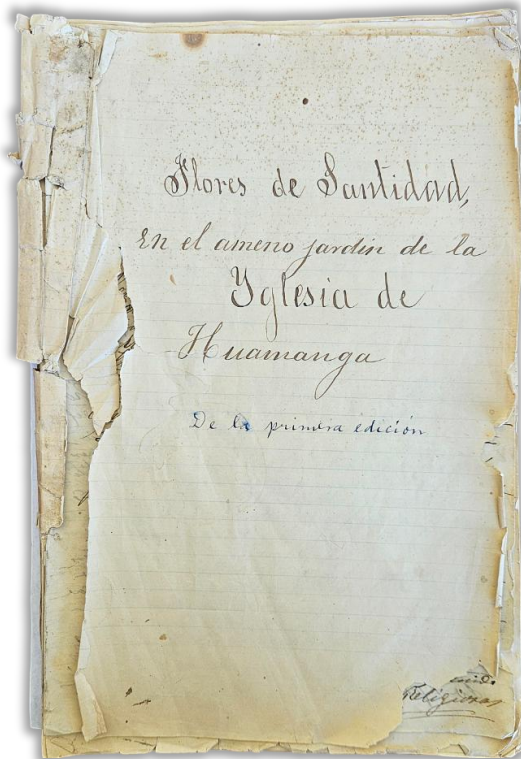 Flores de Santidad,
En el ameno jardin de la
Yglesia de
Huamanga
De la primera edición
Religiosas